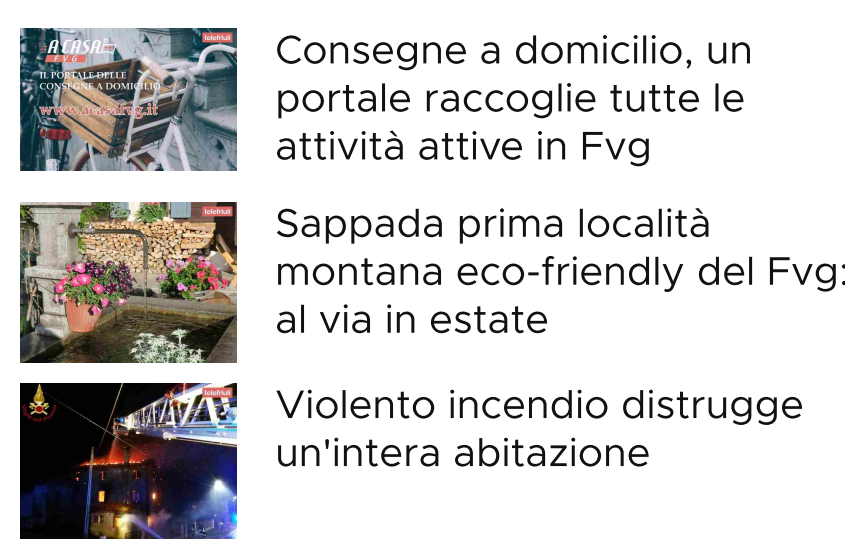 telefriuli
A CASA
FVG
IL PORTALE DELLE
CONSEGNE A DOMICILIO
www.acasafvg.it
Consegne a domicilio, un
portale raccoglie tutte le
attività attive in Fvg
telefriuli
Sappada prima località
montana eco-friendly del Fvg:
al via in estate
telefriuli
Violento incendio distrugge
un'intera abitazione